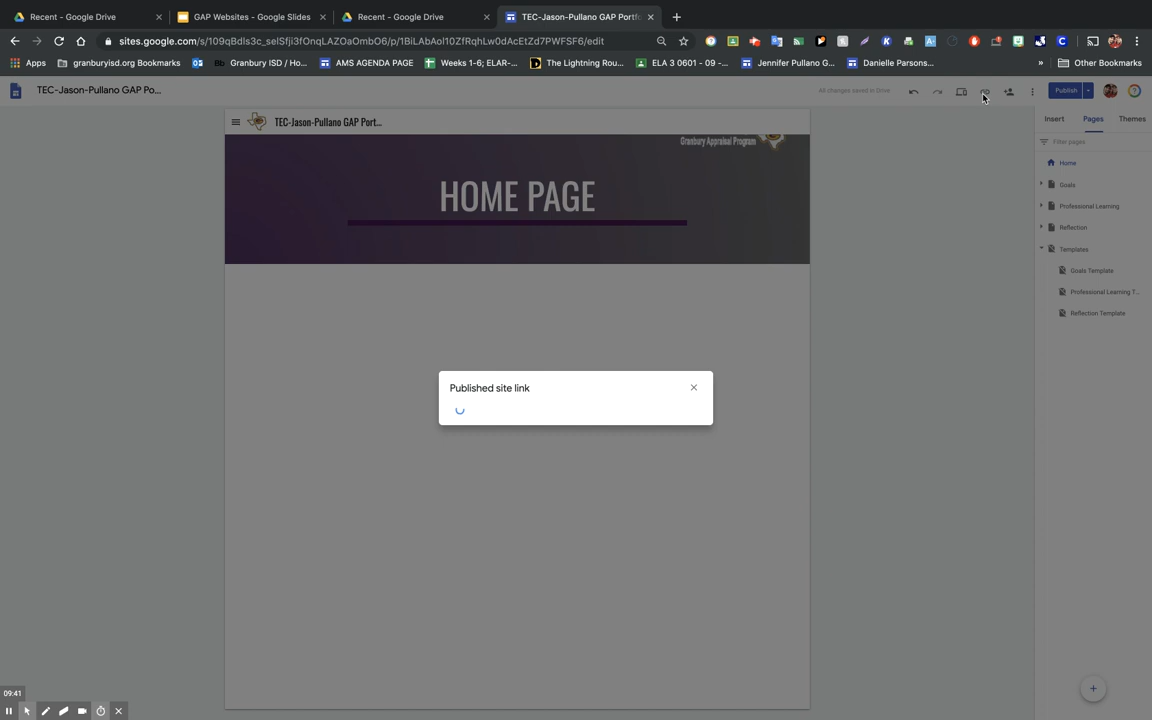 Recent - Google Drive
GAP Websites - Google Slides
Recent - Google Drive
TEC-Jason-Pullano GAP Portfo
sites.google.com/s/109qBdIs3c_selSfji3fOnqLAZOaOmbO6/p/1BiLAbAol10ZfRqhLw0dAcEtZd7PWFSF6/edit
Apps
granburyisd.org Bookmarks
Granbury ISD / Ho...
AMS AGENDA PAGE
Weeks 1-6; ELAR-...
The Lightning Rou...
ELA 3 0601 - 09 -...
Jennifer Pullano G...
Danielle Parsons...
»
Other Bookmarks
TEC-Jason-Pullano GAP Po...
All changes saved in Drive
Publish
TEC-Jason-Pullano GAP Port...
Granbury Appraisal Program
HOME PAGE
Insert
Pages
Themes
Filter pages
Home
Goals
Professional Learning
Reflection
Templates
Goals Template
Professional Learning T...
Reflection Template
Published site link
09:41